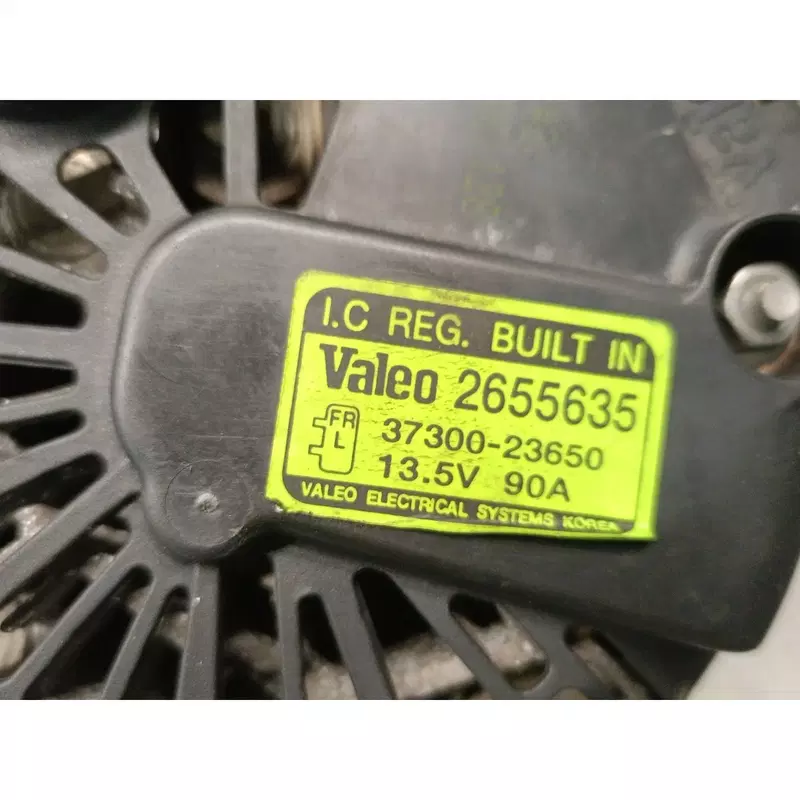 I.C REG. BUILT IN
Valeo 2655635
FR
L
37300-23650
13.5V 90A
VALEO ELECTRICAL SYSTEMS KOREA